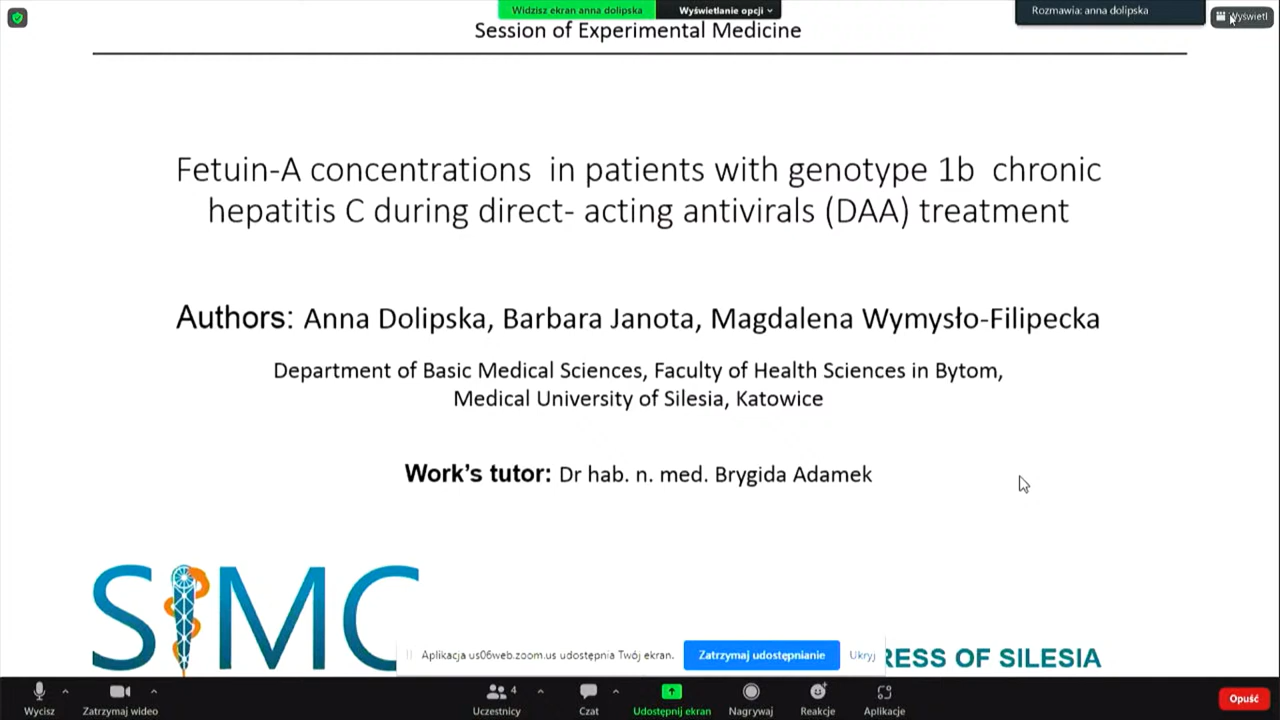 Widzisz ekran anna dolipska
Wyświetlanie opcji
Rozmawia: anna dolipska
Wyświetl
Session of Experimental Medicine
Fetuin-A concentrations in patients with genotype 1b chronic
hepatitis C during direct- acting antivirals (DAA) treatment
Authors: Anna Dolipska, Barbara Janota, Magdalena Wymysło-Filipecka
Department of Basic Medical Sciences, Faculty of Health Sciences in Bytom,
Medical University of Silesia, Katowice
Work's tutor: Dr hab. n. med. Brygida Adamek
SIMC
Aplikacja us06web.zoom.us udostępnia Twój ekran.
Zatrzymaj udostępnianie
Ukryj
RESS OF SILESIA
Wycisz
Zatrzymaj wideo
4
Uczestnicy
Czat
Udostępnij ekran
Nagrywaj
Reakcje
Aplikacje
Opuść